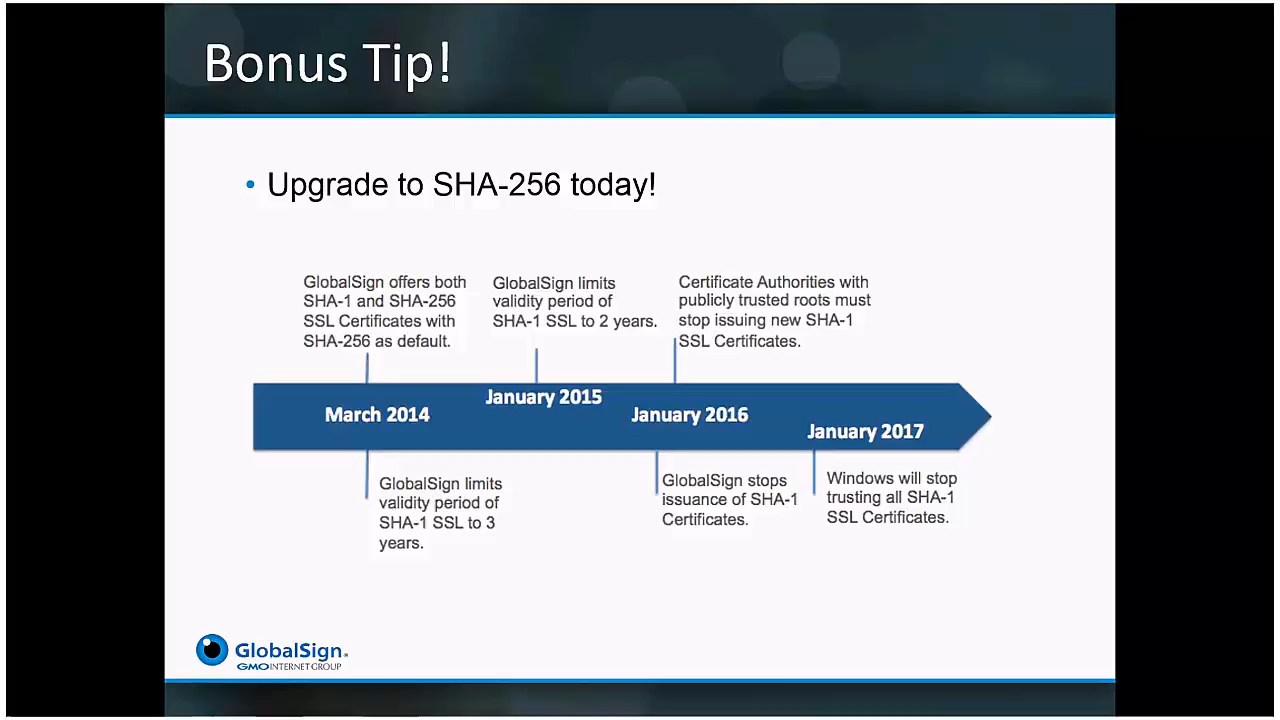 Bonus Tip!
• Upgrade to SHA-256 today!
GlobalSign offers both
SHA-1 and SHA-256
SSL Certificates with
SHA-256 as default.
GlobalSign limits
validity period of
SHA-1 SSL to 2 years.
Certificate Authorities with
publicly trusted roots must
stop issuing new SHA-1
SSL Certificates.
March 2014
January 2015
January 2016
January 2017
GlobalSign limits
validity period of
SHA-1 SSL to 3
years.
GlobalSign stops
issuance of SHA-1
Certificates.
Windows will stop
trusting all SHA-1
SSL Certificates.
GlobalSign
GMO INTERNET GROUP